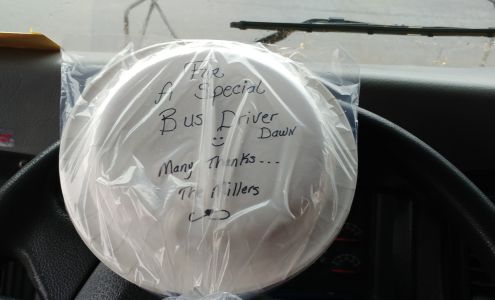 For
A Special
Bus Driver
Dawn
Many Thanks...
The Millers